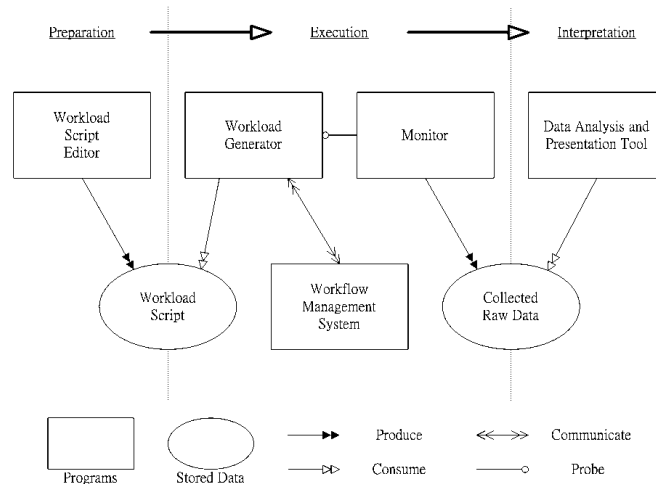 Preparation
Execution
Interpretation
Workload
Script
Editor
Workload
Generator
Monitor
Data Analysis and
Presentation Tool
Workload
Script
Workflow
Management
System
Collected
Raw Data
Produce
Communicate
Consume
Probe
Programs
Stored Data